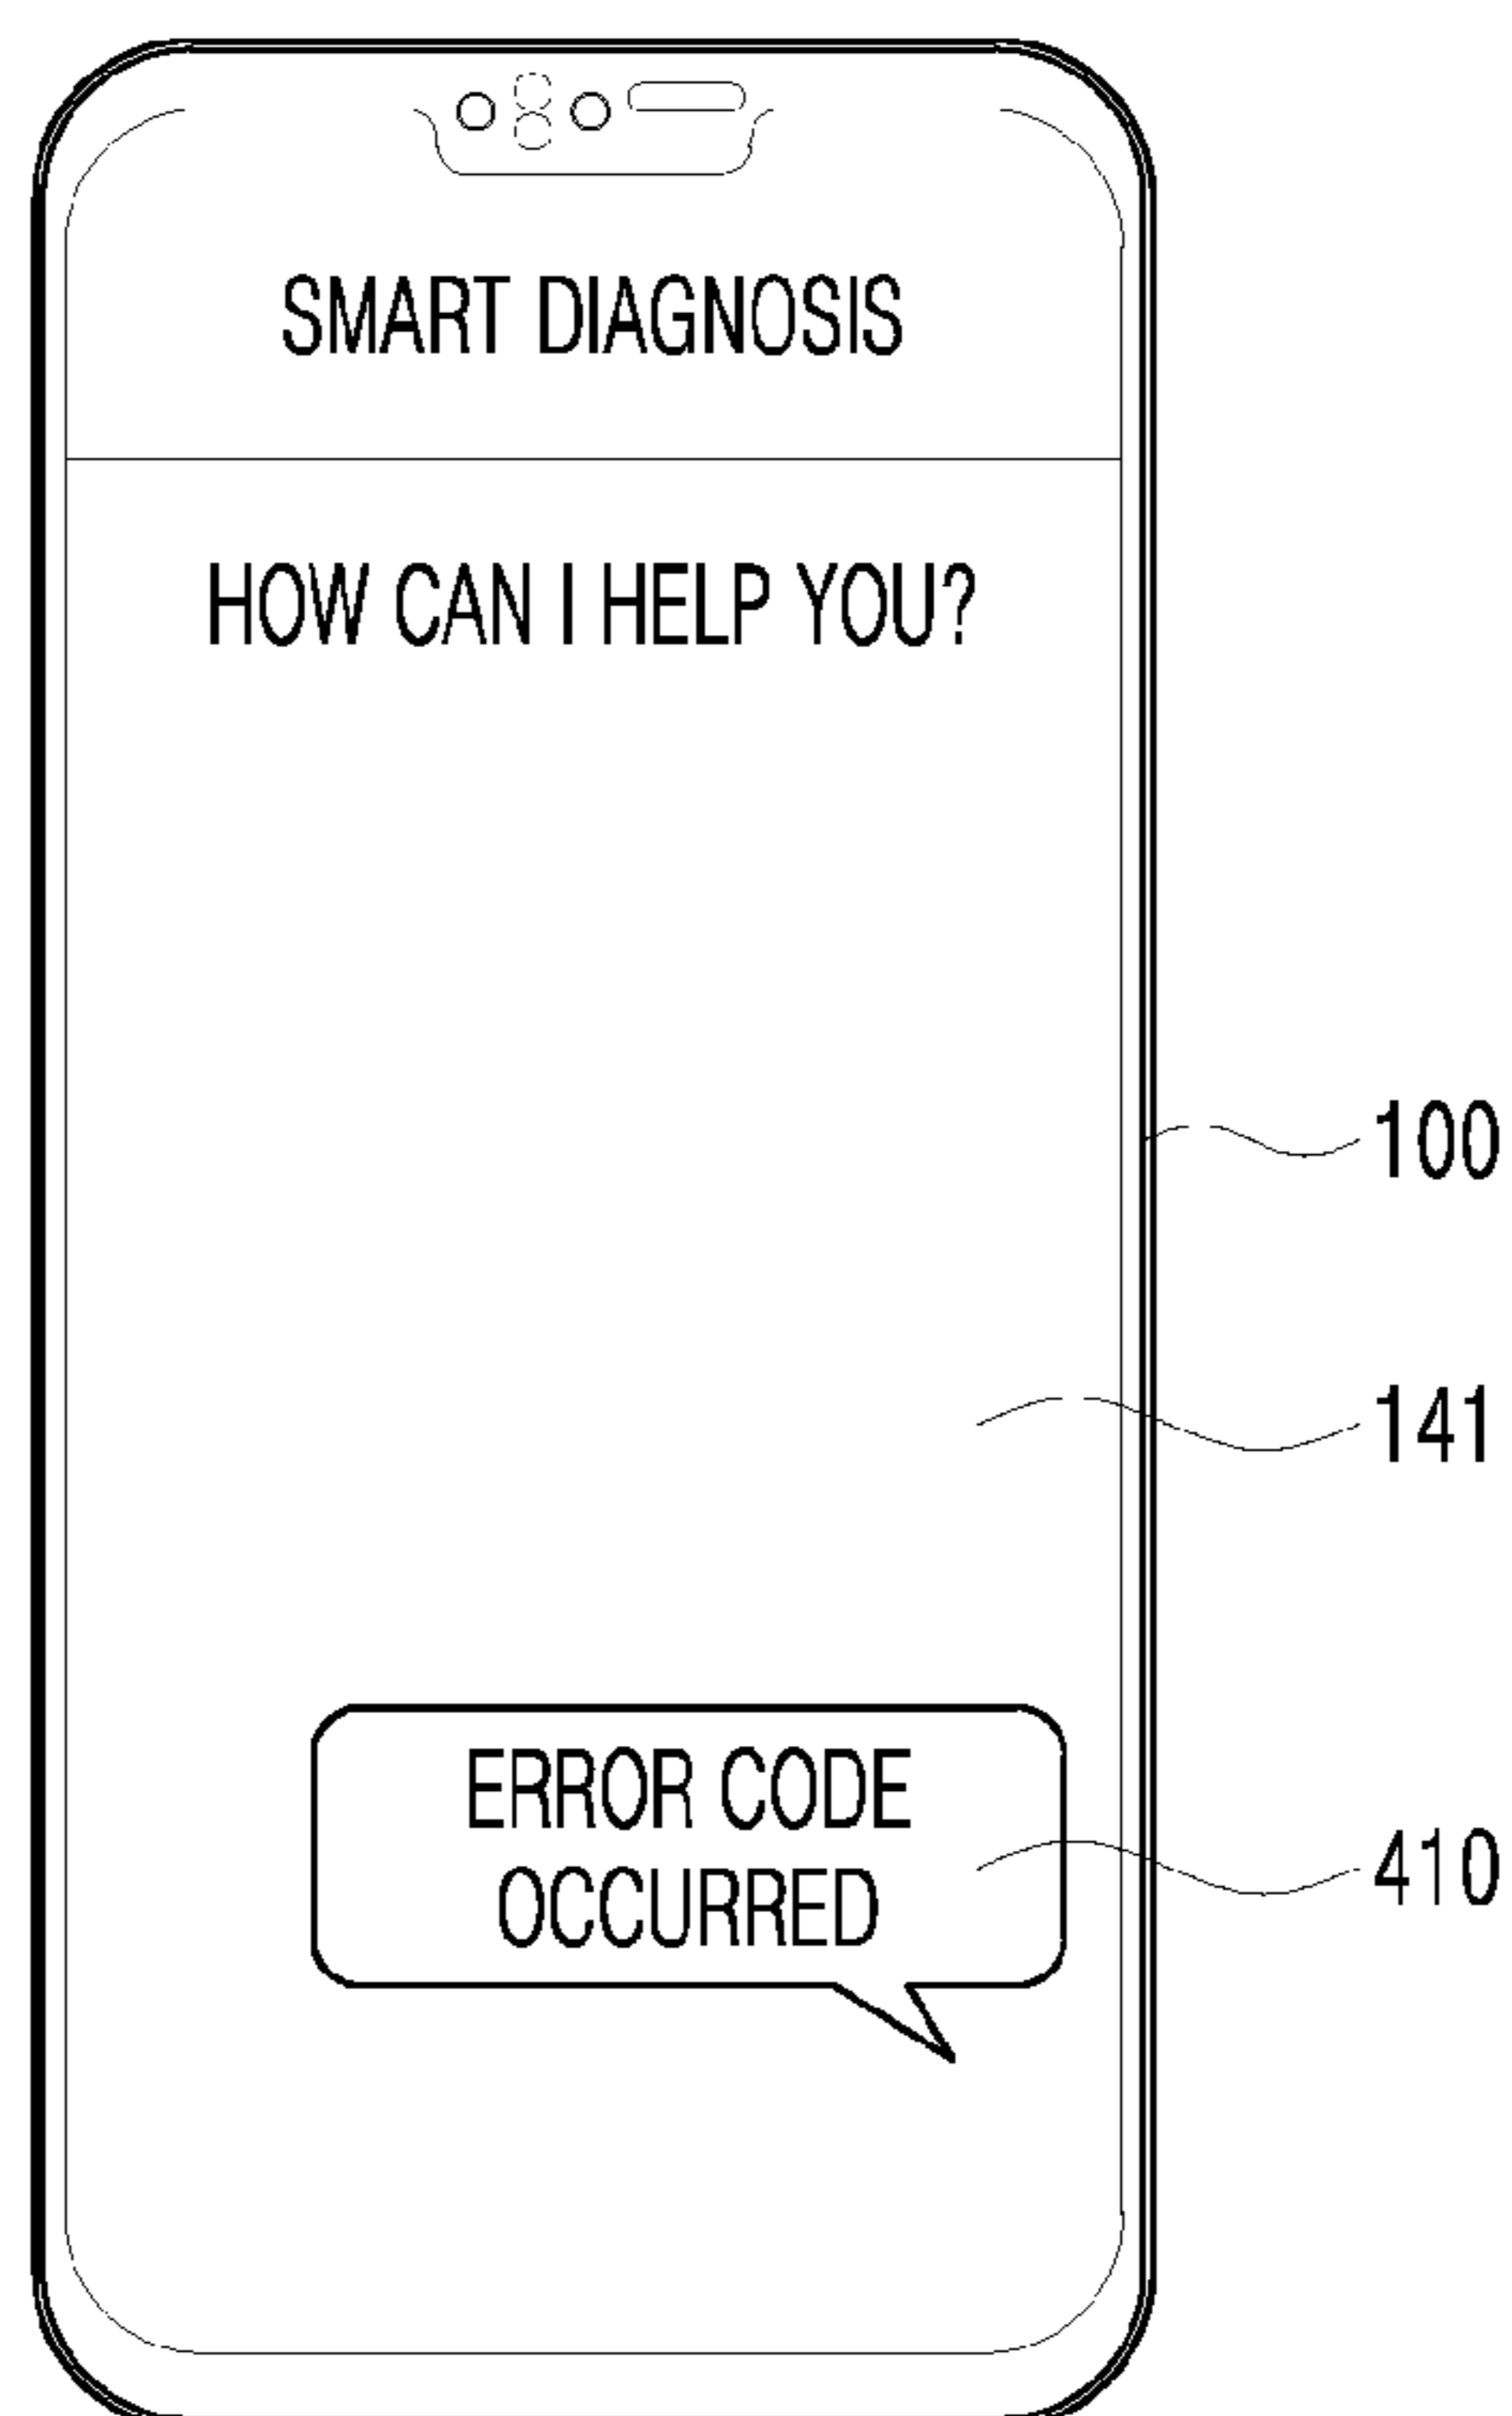 SMART DIAGNOSIS
HOW CAN I HELP YOU?
100
141
ERROR CODE
OCCURRED
410